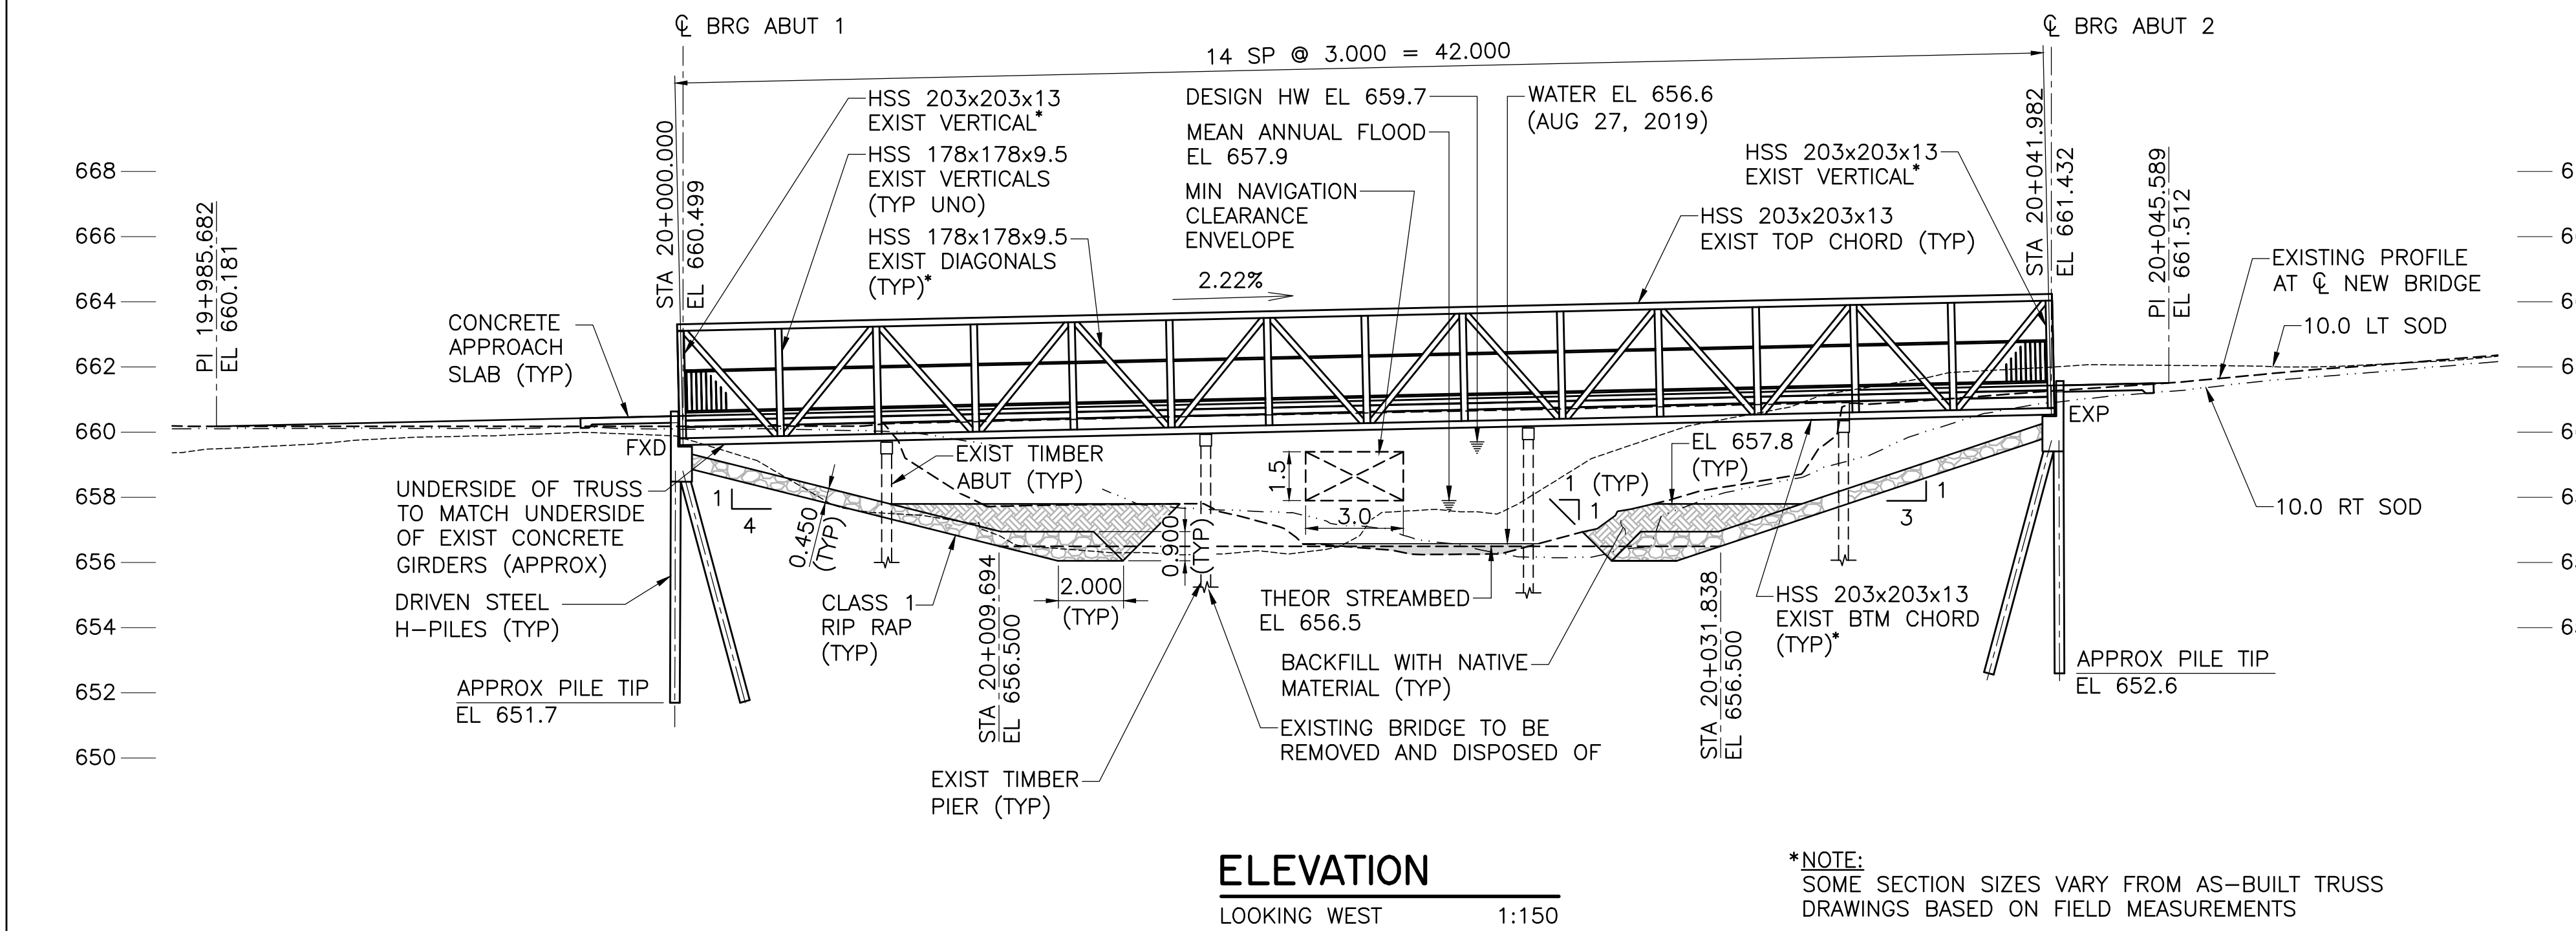 ℄ BRG ABUT 1
℄ BRG ABUT 2
14 SP @ 3.000 = 42.000
HSS 203x203x13
EXIST VERTICAL*
HSS 178x178x9.5
EXIST VERTICALS
(TYP UNO)
HSS 178x178x9.5
EXIST DIAGONALS
(TYP)*
DESIGN HW EL 659.7
MEAN ANNUAL FLOOD
EL 657.9
MIN NAVIGATION
CLEARANCE
ENVELOPE
2.22%
WATER EL 656.6
(AUG 27, 2019)
HSS 203x203x13
EXIST VERTICAL*
HSS 203x203x13
EXIST TOP CHORD (TYP)
STA 20+000.000
EL 660.499
STA 20+041.982
EL 661.432
PI 19+985.682
EL 660.181
PI 20+045.589
EL 661.512
EXISTING PROFILE
AT ℄ NEW BRIDGE
10.0 LT SOD
10.0 RT SOD
668
666
664
662
660
658
656
654
652
650
6
6
6
6
6
6
6
6
CONCRETE
APPROACH
SLAB (TYP)
FXD
EXP
UNDERSIDE OF TRUSS
TO MATCH UNDERSIDE
OF EXIST CONCRETE
GIRDERS (APPROX)
DRIVEN STEEL
H-PILES (TYP)
APPROX PILE TIP
EL 651.7
1
4
0.450
(TYP)
EXIST TIMBER
ABUT (TYP)
CLASS 1
RIP RAP
(TYP)
STA 20+009.694
EL 656.500
2.000
(TYP)
0.900
(TYP)
1.5
3.0
EL 657.8
(TYP)
1 (TYP)
1
1
3
THEOR STREAMBED
EL 656.5
BACKFILL WITH NATIVE
MATERIAL (TYP)
EXISTING BRIDGE TO BE
REMOVED AND DISPOSED OF
EXIST TIMBER
PIER (TYP)
STA 20+031.838
EL 656.500
HSS 203x203x13
EXIST BTM CHORD
(TYP)*
APPROX PILE TIP
EL 652.6
ELEVATION
LOOKING WEST 1:150
*NOTE:
SOME SECTION SIZES VARY FROM AS-BUILT TRUSS
DRAWINGS BASED ON FIELD MEASUREMENTS